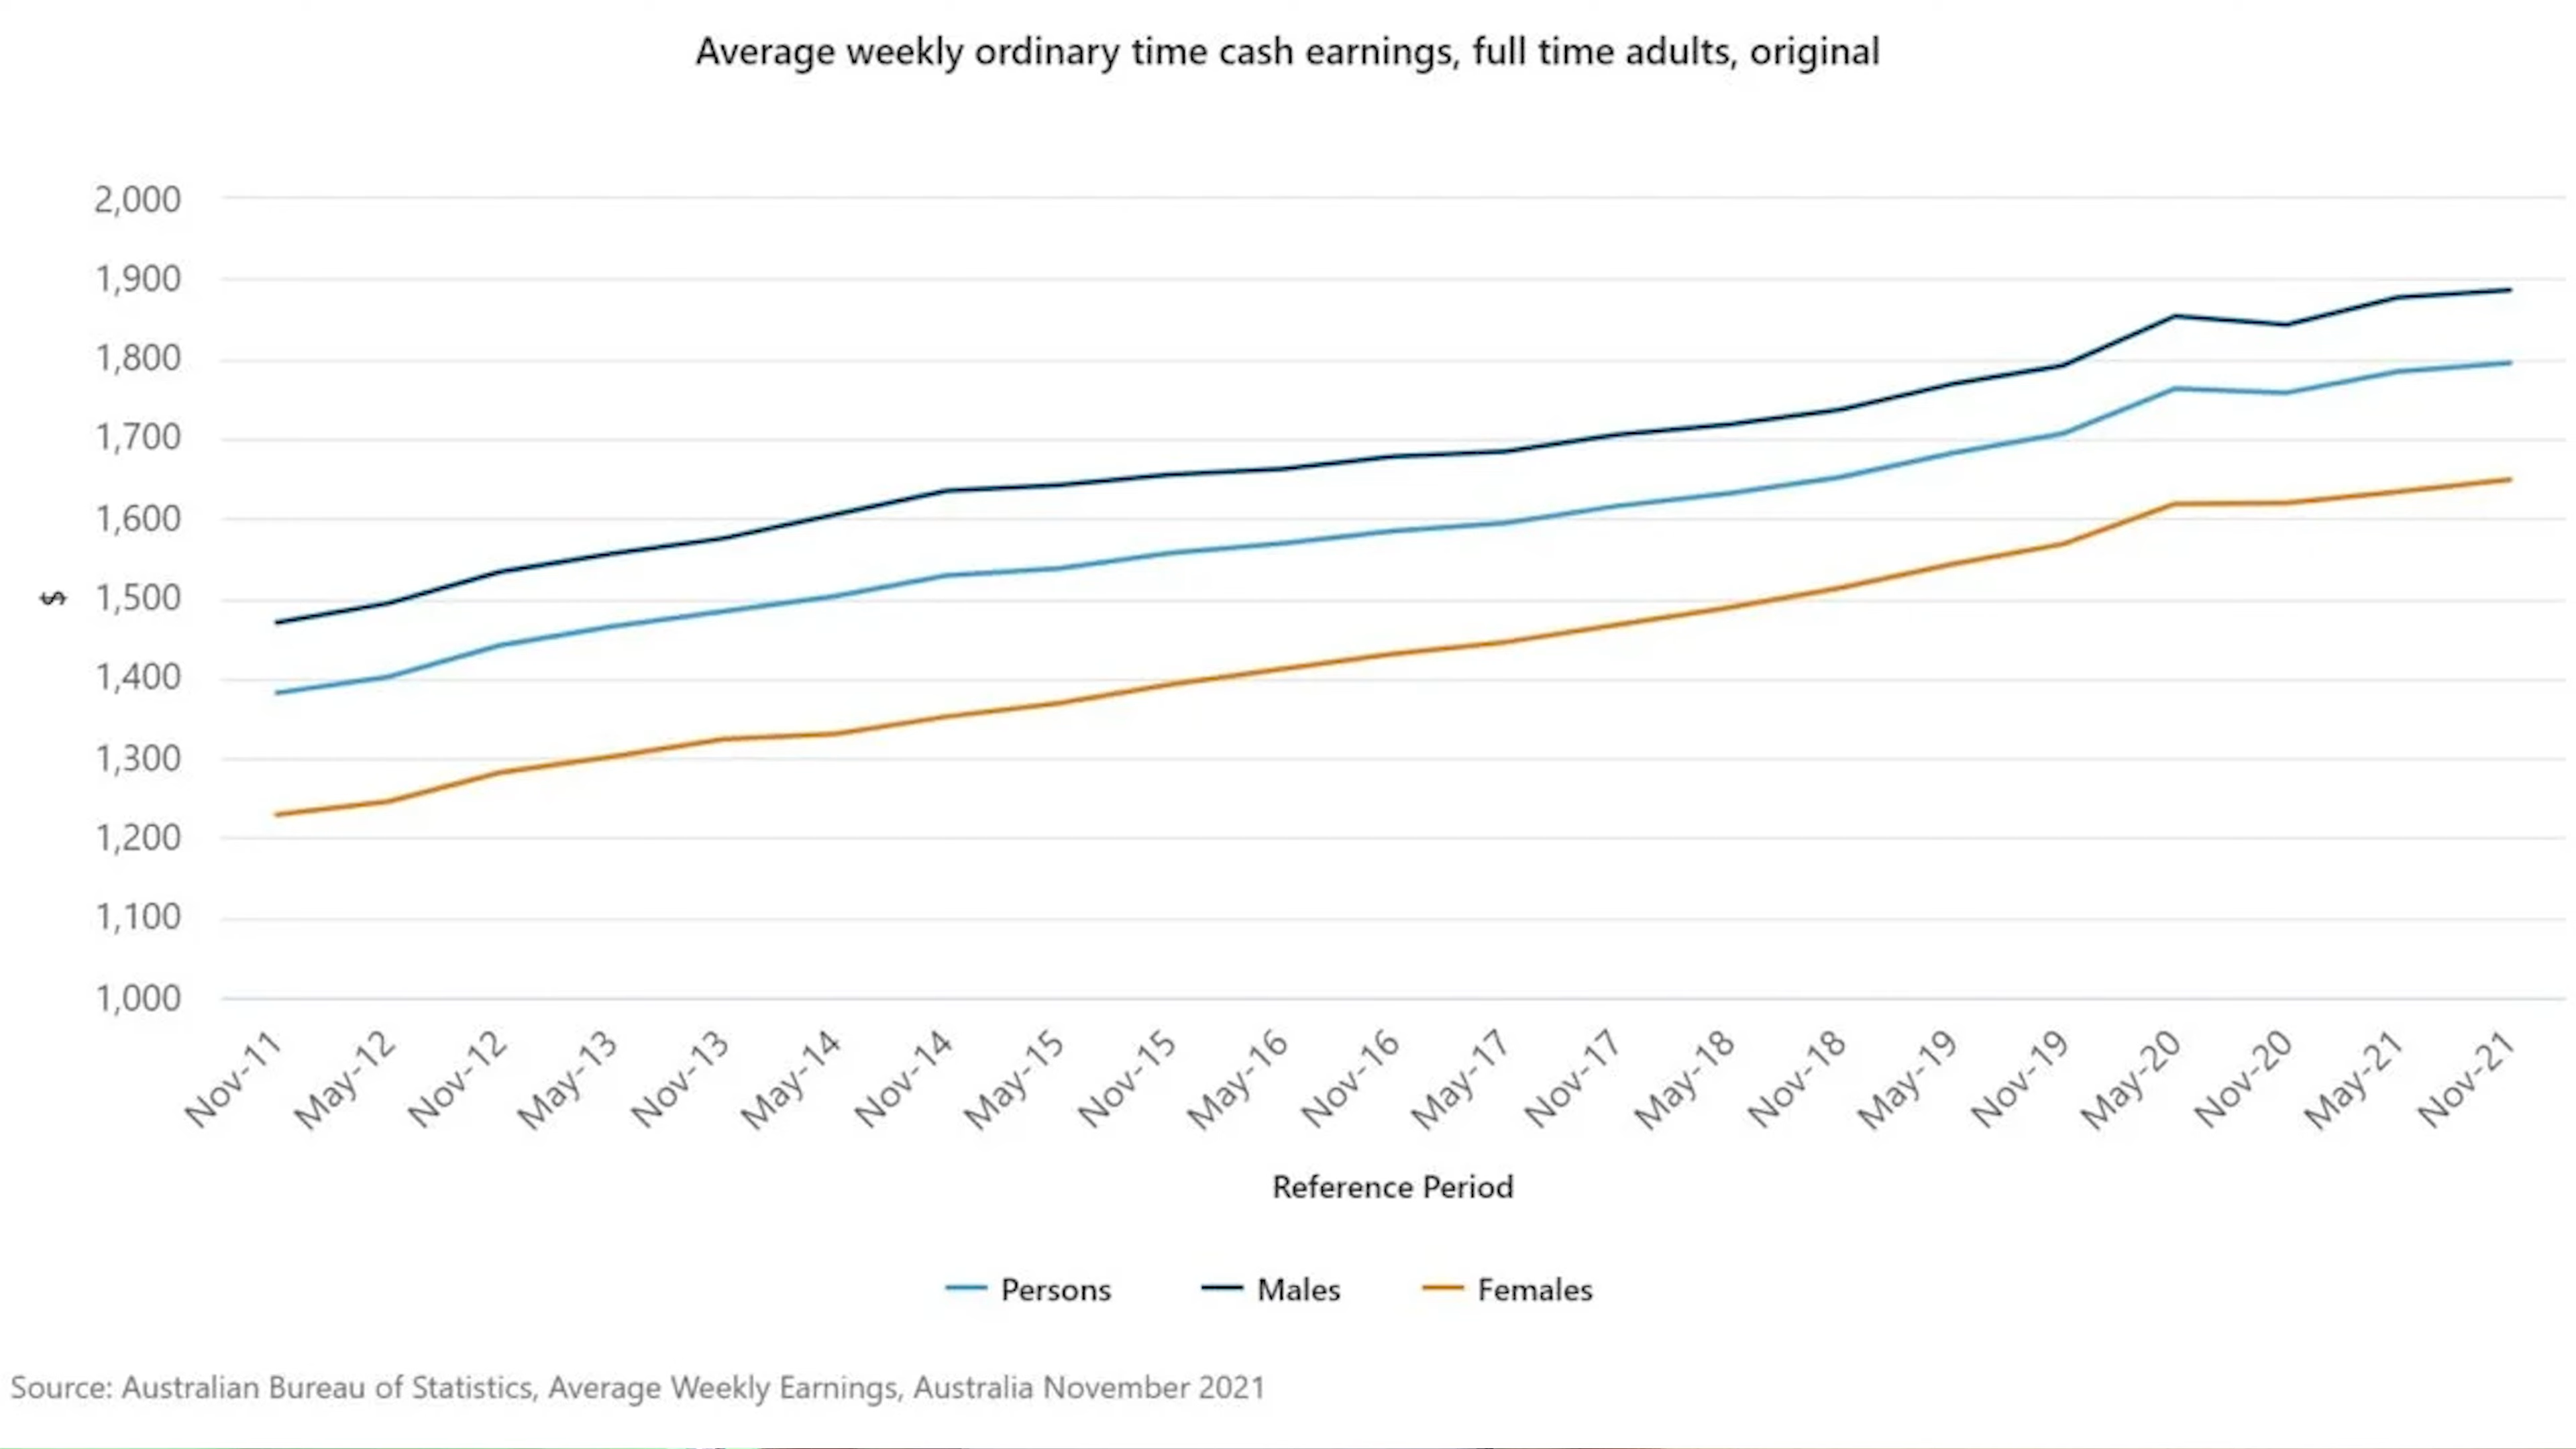 Average weekly ordinary time cash earnings, full time adults, original
2,000
1,900
1,800
1,700
1,600
1,500
1,400
1,300
1,200
1,100
1,000
$
Nov-11
May-12
Nov-12
May-13
Nov-13
May-14
Nov-14
May-15
Nov-15
May-16
Nov-16
May-17
Nov-17
May-18
Nov-18
May-19
Nov-19
May-20
Nov-20
May-21
Nov-21
Reference Period
Persons Males Females
Source: Australian Bureau of Statistics, Average Weekly Earnings, Australia November 2021